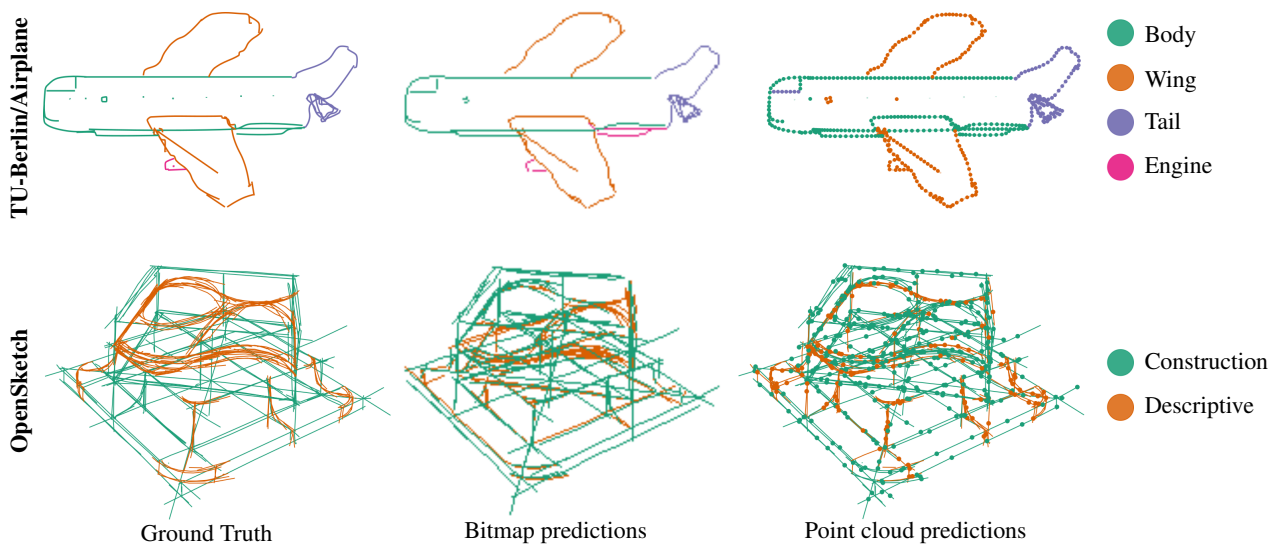 TU-Berlin/Airplane
Body
Wing
Tail
Engine
OpenSketch
Construction
Descriptive
Ground Truth
Bitmap predictions
Point cloud predictions